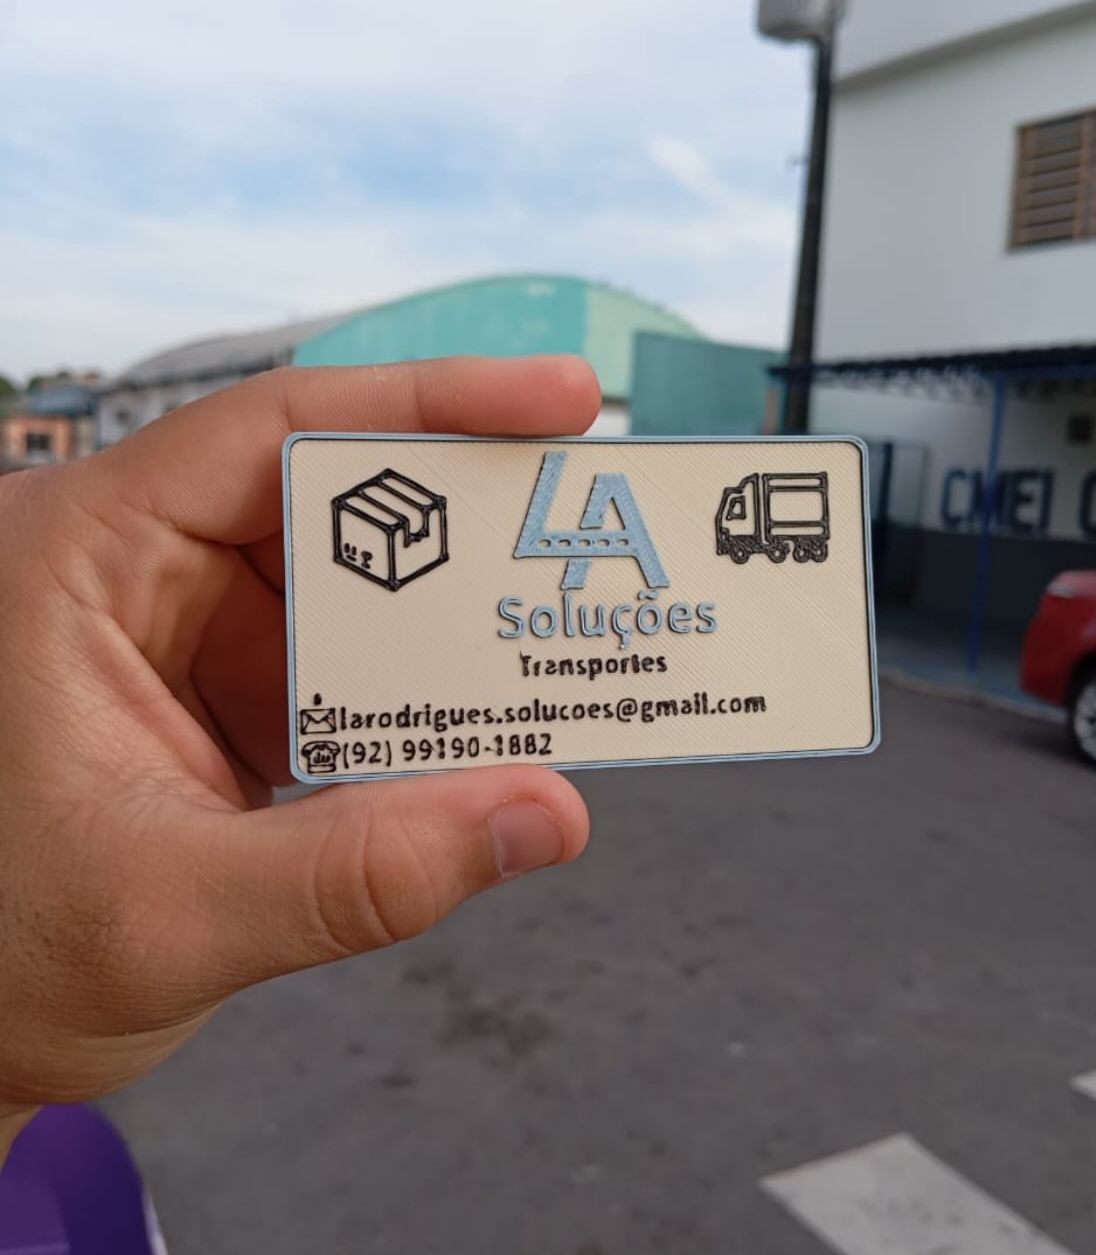 LA
Soluções
Transportes
larodrigues.solucoes@gmail.com
(92) 99190-1882
CMEI